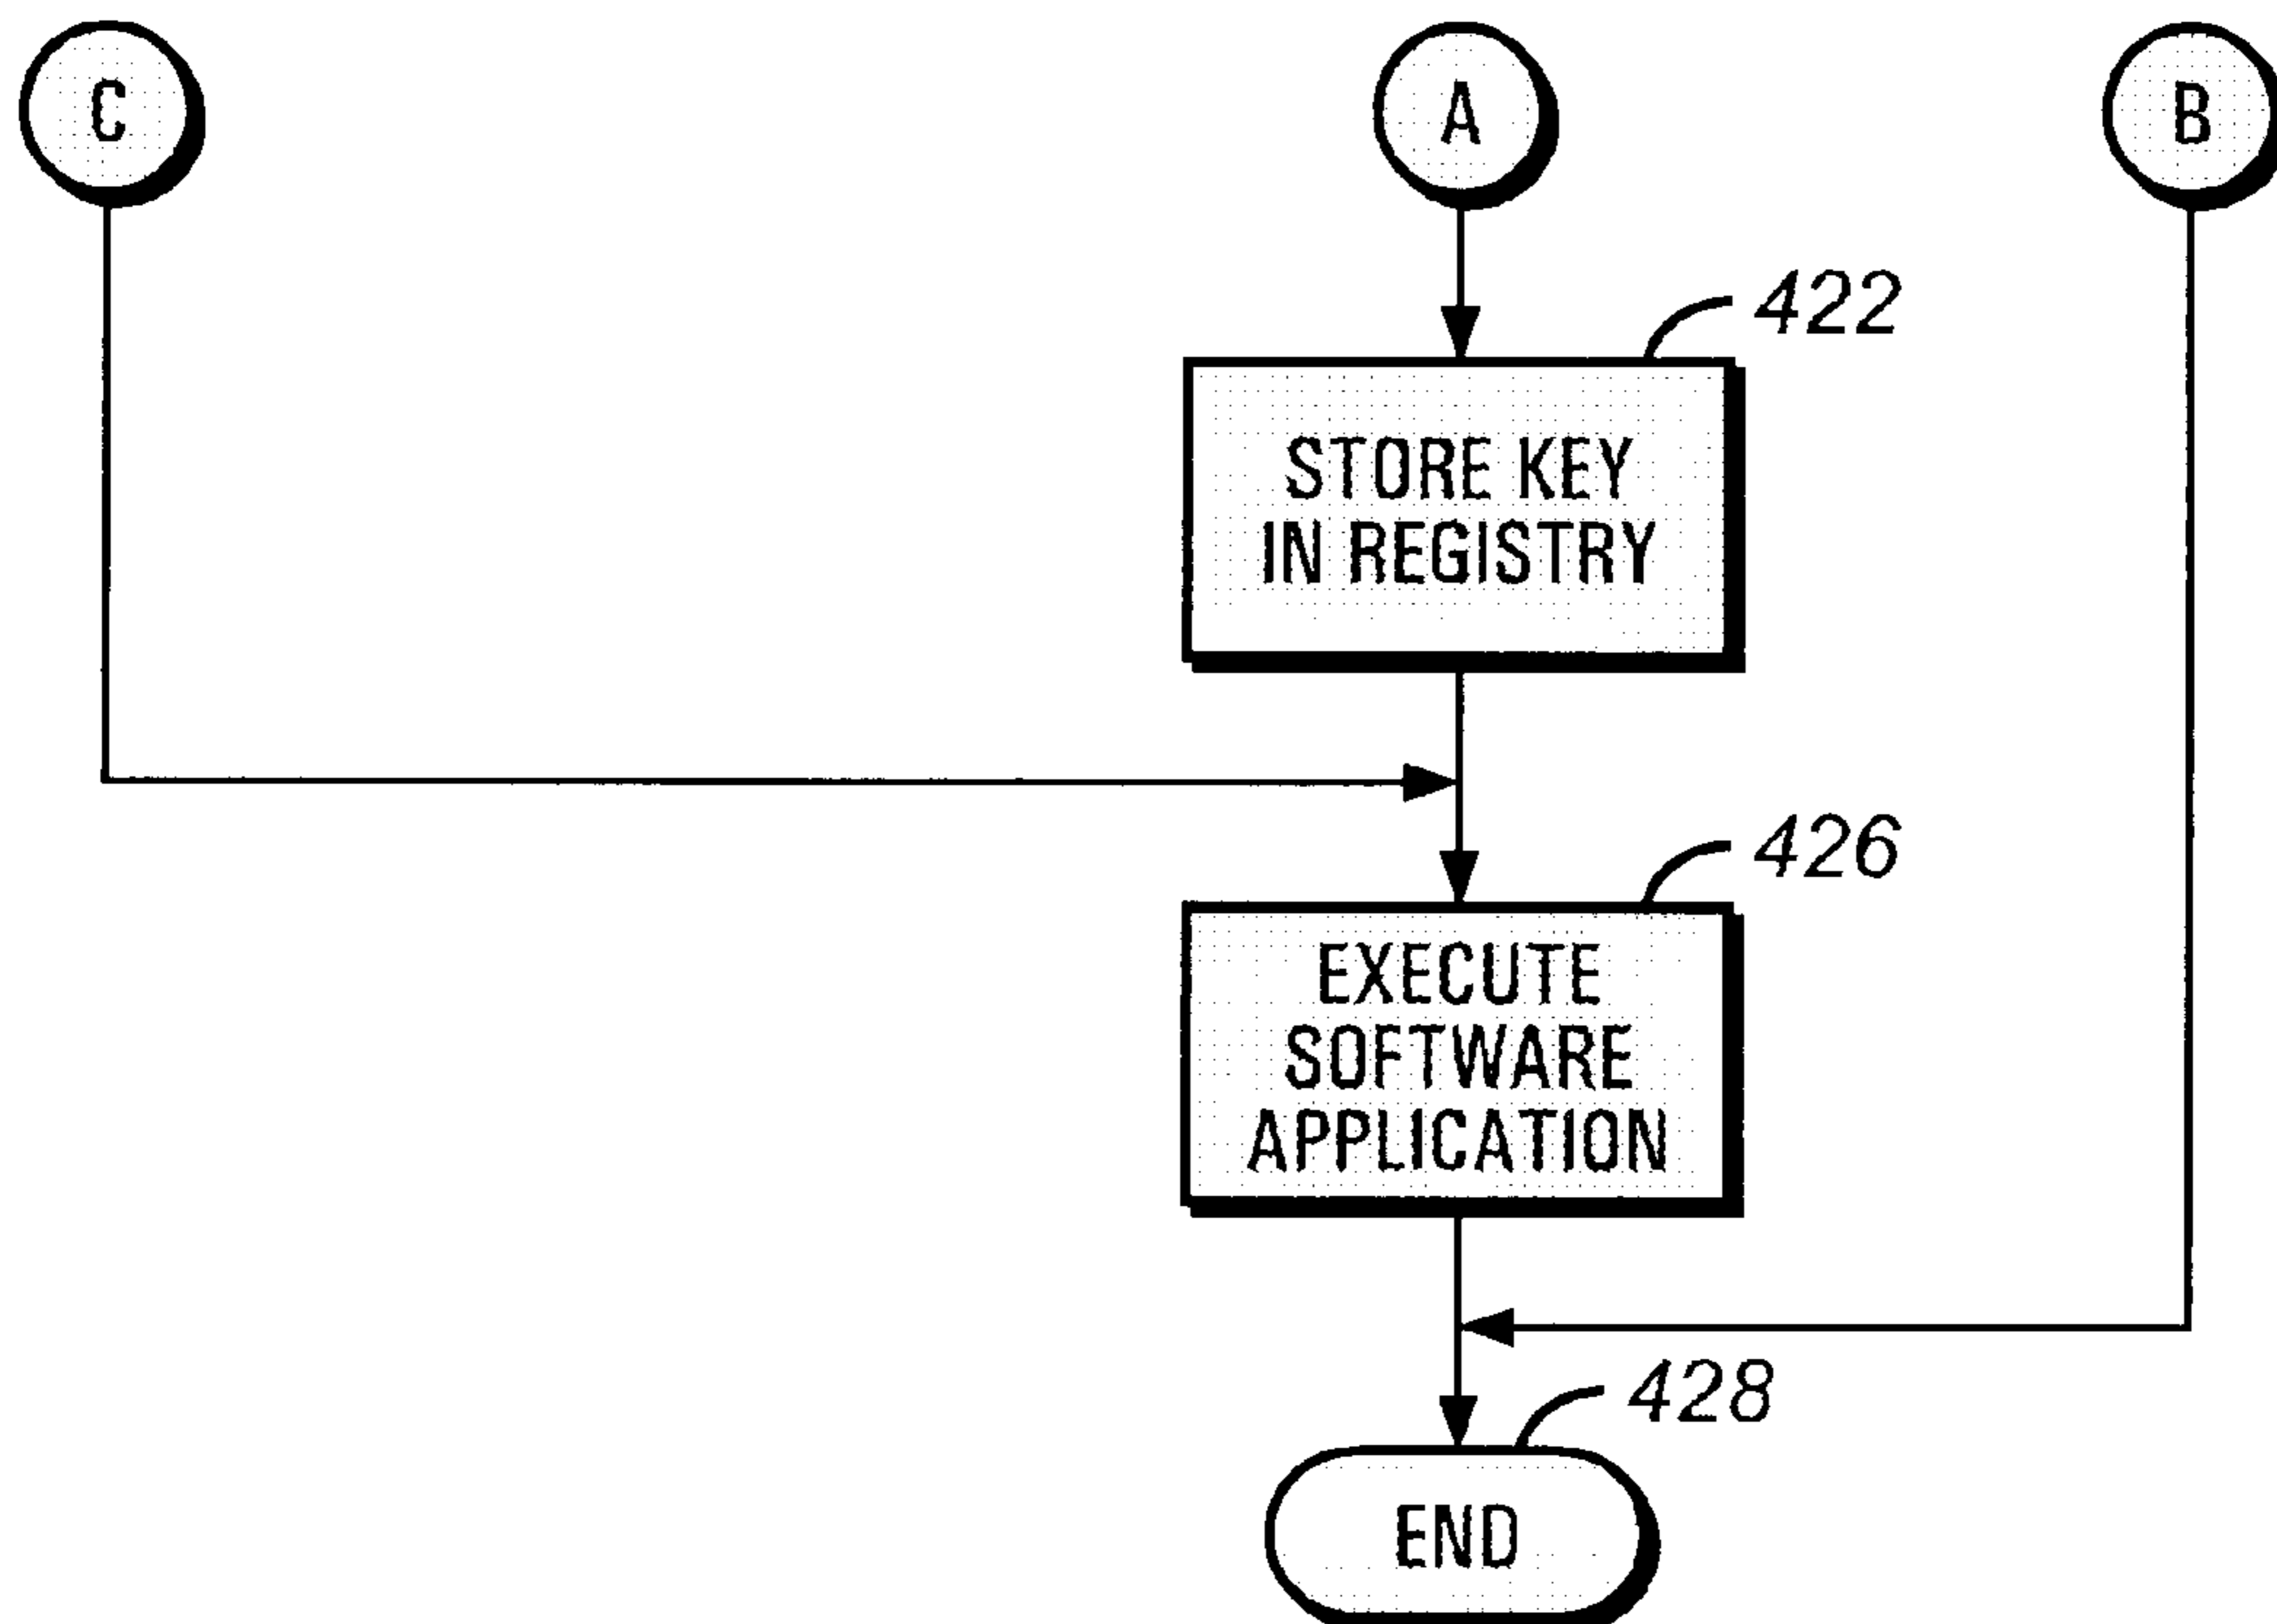 C
A
B
422
STORE KEY
IN REGISTRY
426
EXECUTE
SOFTWARE
APPLICATION
428
END